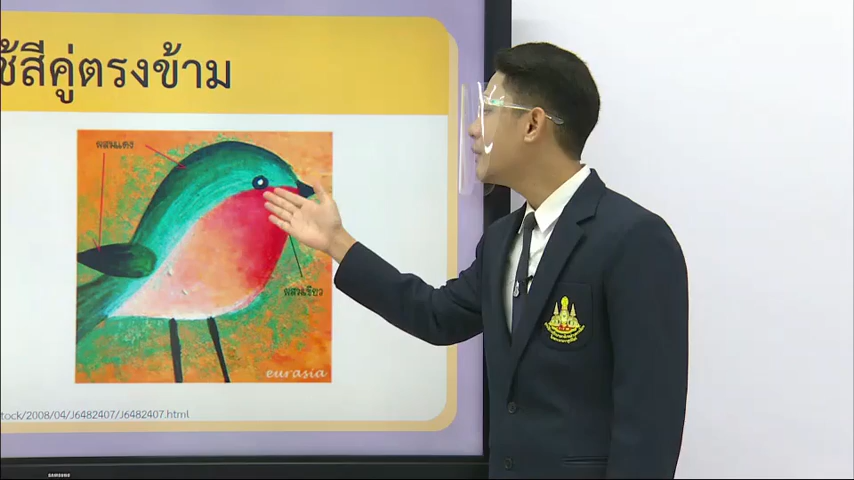 ช้สีคู่ตรงข้าม
ผสมแดง
ผสมเขียว
eurasia
tock/2008/04/J6482407/J6482407.html
SAMSUNG